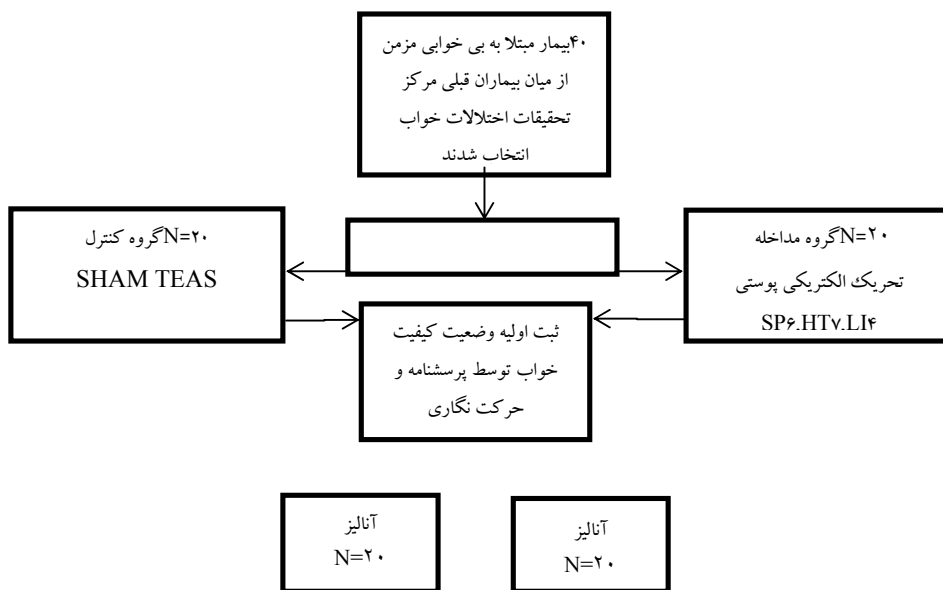 ۴۰بیمار مبتلا به بی خوابی مزمن
از میان بیماران قبلی مرکز
تحقیقات اختلالات خواب
انتخاب شدند
N=۲۰گروه مداخله
تحریک الکتریکی پوستی
SP۶.HT۷.LI۴
N=۲۰گروه کنترل
SHAM TEAS
ثبت اولیه وضعیت کیفیت
خواب توسط پرسشنامه و
حرکت نگاری
آنالیز
N=۲۰
آنالیز
N=۲۰